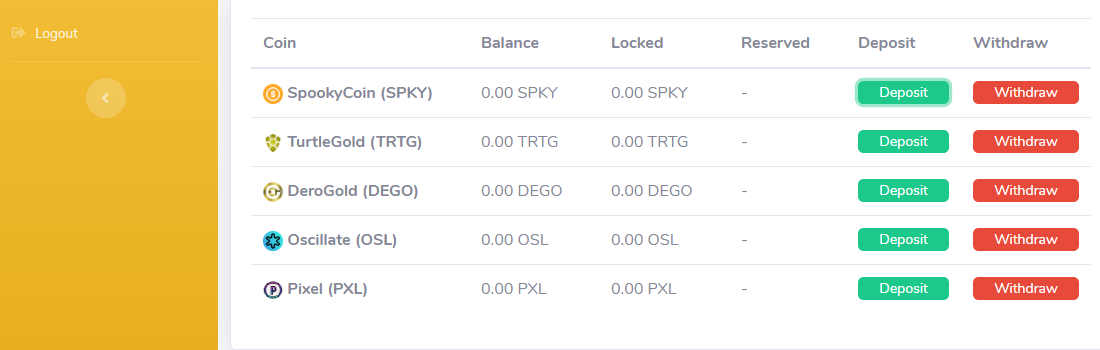 Logout
Coin Balance Locked Reserved Deposit Withdraw
SpookyCoin (SPKY) 0.00 SPKY 0.00 SPKY - Deposit Withdraw
TurtleGold (TRTG) 0.00 TRTG 0.00 TRTG - Deposit Withdraw
DeroGold (DEGO) 0.00 DEGO 0.00 DEGO - Deposit Withdraw
Oscillate (OSL) 0.00 OSL 0.00 OSL - Deposit Withdraw
Pixel (PXL) 0.00 PXL 0.00 PXL - Deposit Withdraw